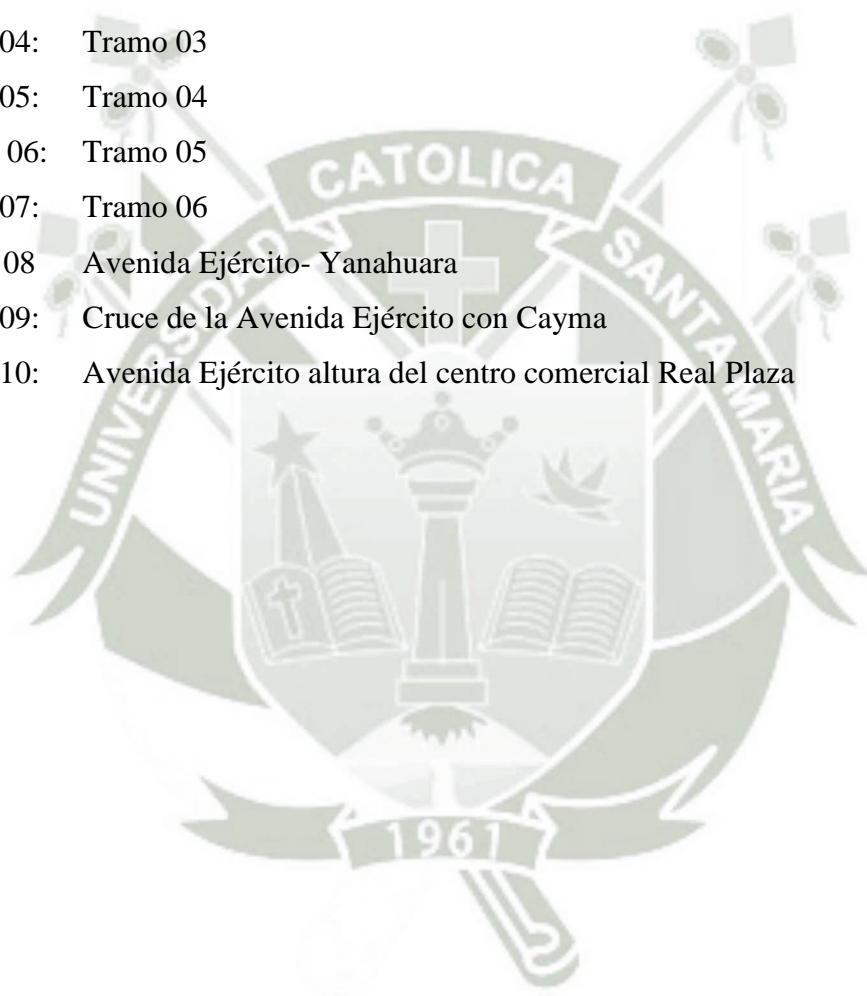 04: Tramo 03
05: Tramo 04
06: Tramo 05
07: Tramo 06
08 Avenida Ejército- Yanahuara
09: Cruce de la Avenida Ejército con Cayma
10: Avenida Ejército altura del centro comercial Real Plaza
UNIVERSIDAD CATOLICA SANTA MARIA
1961